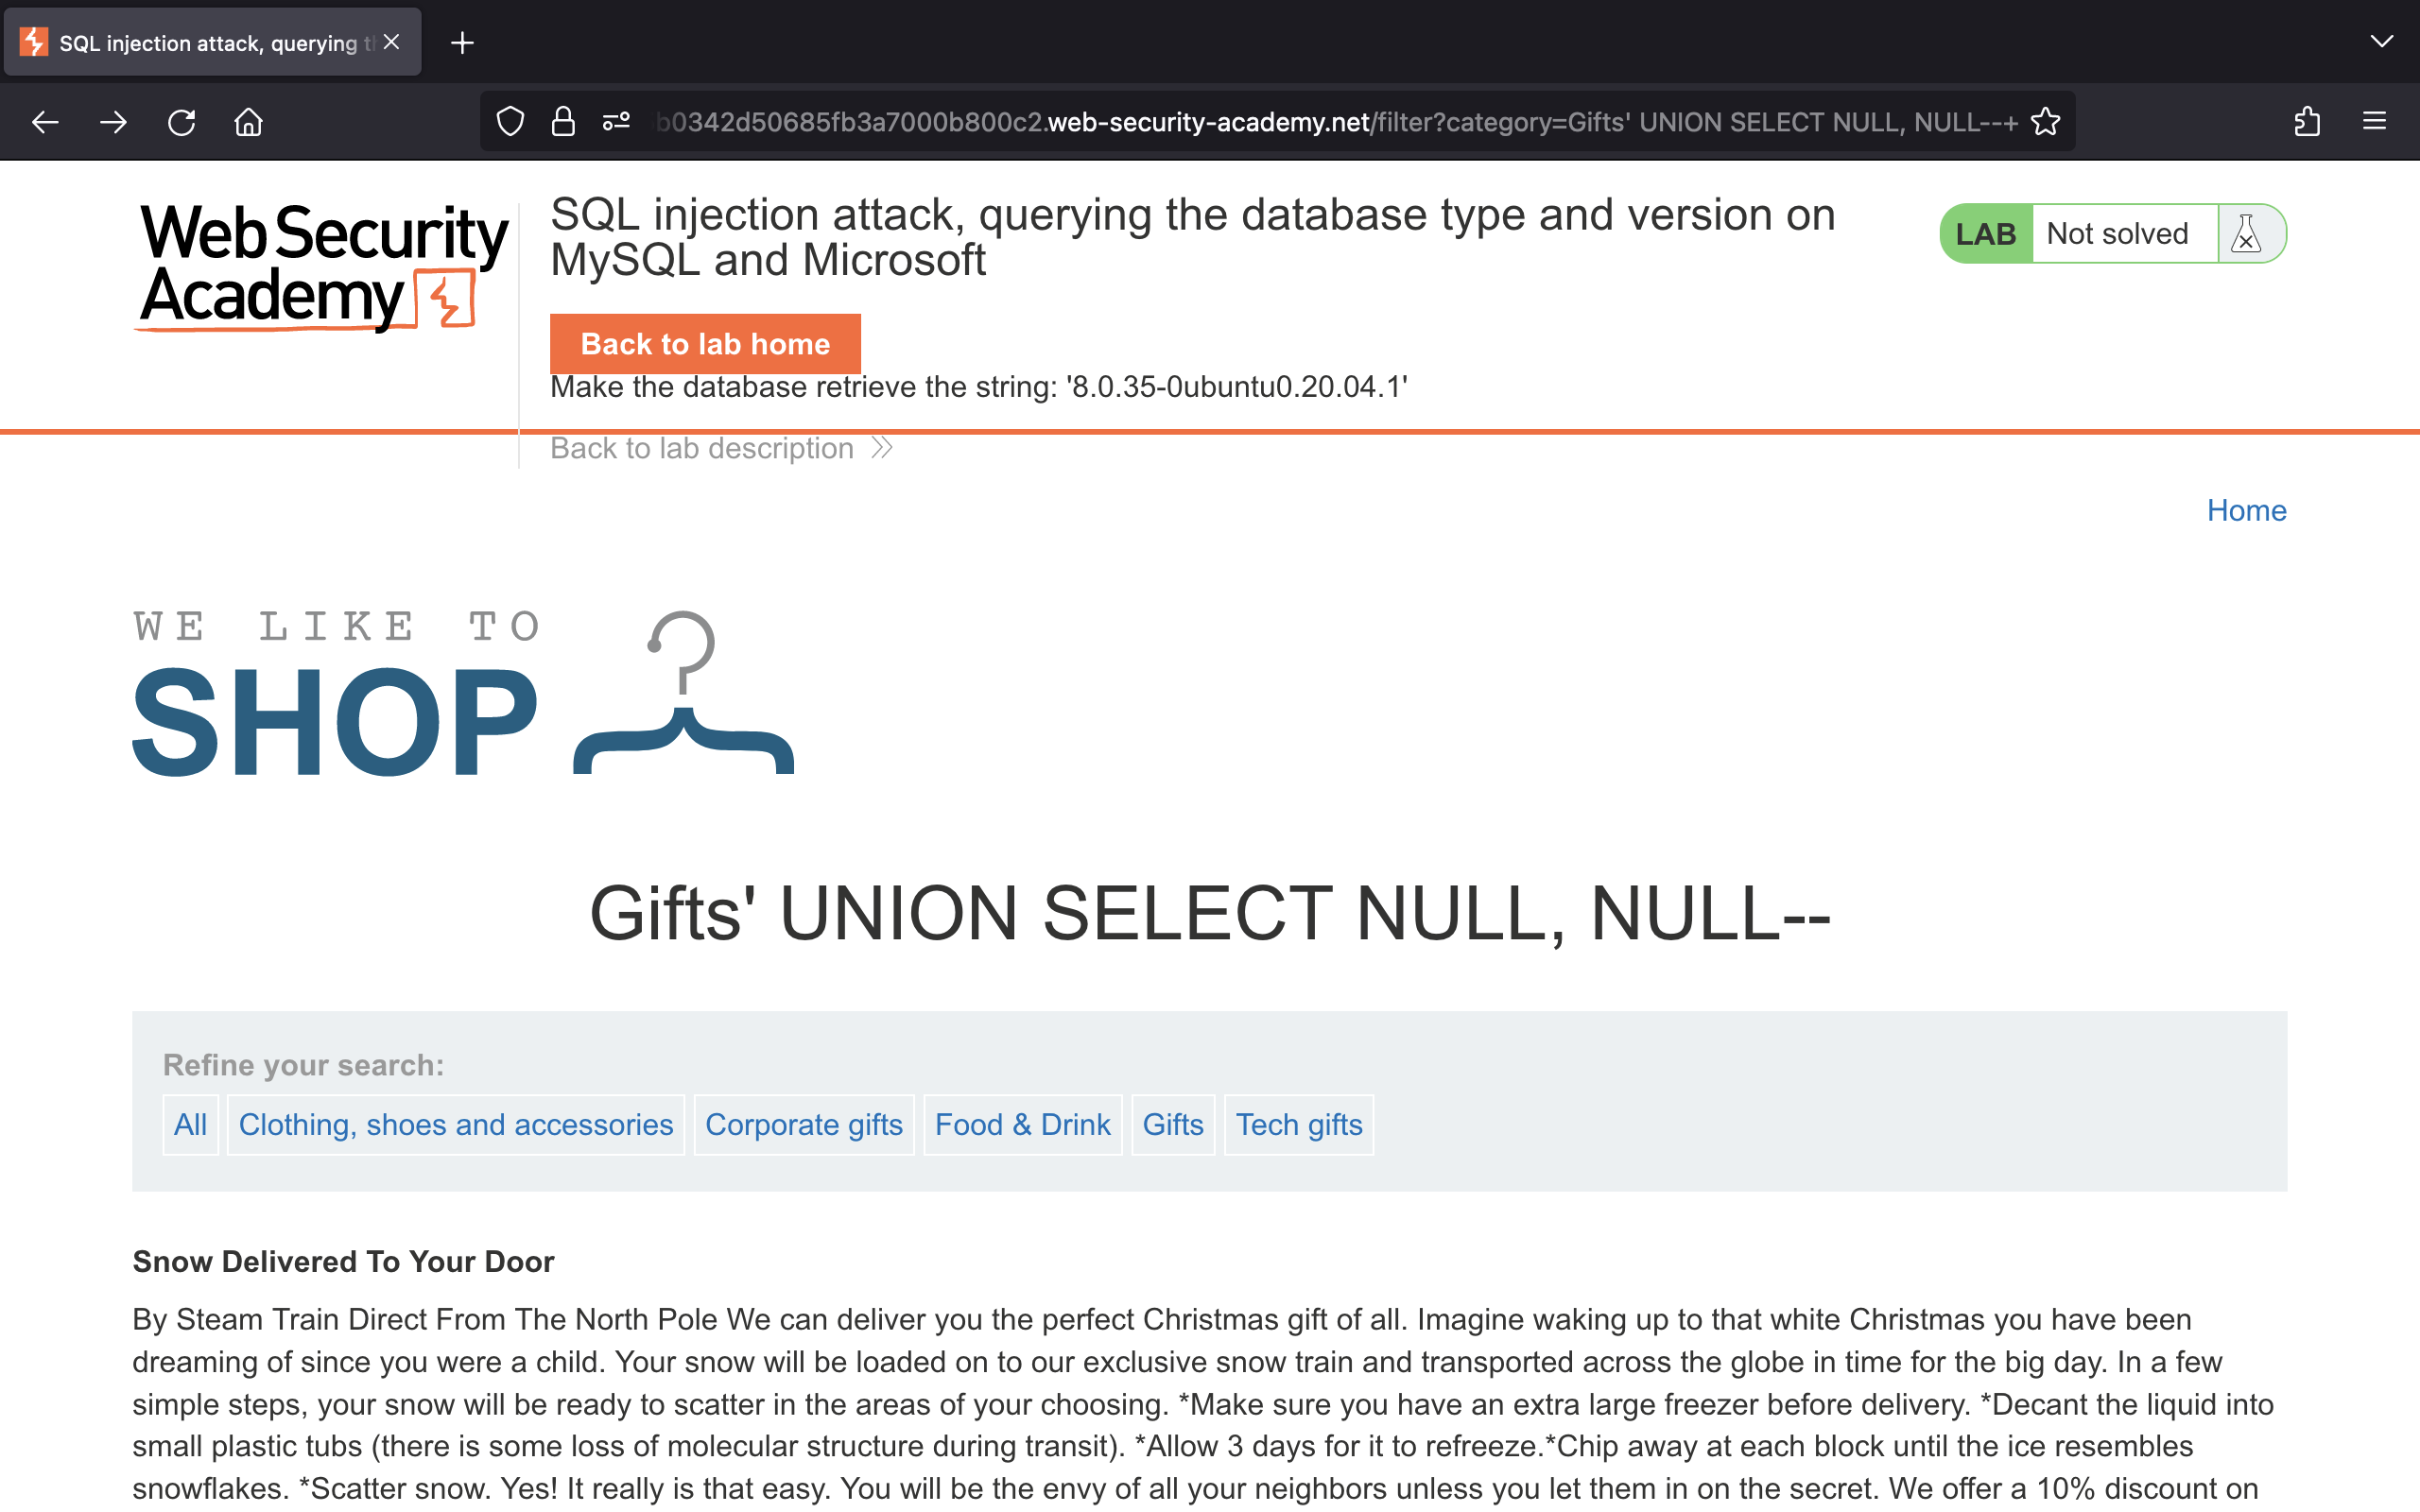 SQL injection attack, querying t
b0342d50685fb3a7000b800c2.web-security-academy.net/filter?category=Gifts' UNION SELECT NULL, NULL--+
Web Security
Academy
SQL injection attack, querying the database type and version on
MySQL and Microsoft
LAB Not solved
Back to lab home
Make the database retrieve the string: '8.0.35-0ubuntu0.20.04.1'
Back to lab description
Home
WE LIKE TO
SHOP
Gifts' UNION SELECT NULL, NULL--
Refine your search:
All Clothing, shoes and accessories Corporate gifts Food & Drink Gifts Tech gifts
Snow Delivered To Your Door
By Steam Train Direct From The North Pole We can deliver you the perfect Christmas gift of all. Imagine waking up to that white Christmas you have been
dreaming of since you were a child. Your snow will be loaded on to our exclusive snow train and transported across the globe in time for the big day. In a few
simple steps, your snow will be ready to scatter in the areas of your choosing. *Make sure you have an extra large freezer before delivery. *Decant the liquid into
small plastic tubs (there is some loss of molecular structure during transit). *Allow 3 days for it to refreeze.*Chip away at each block until the ice resembles
snowflakes. *Scatter snow. Yes! It really is that easy. You will be the envy of all your neighbors unless you let them in on the secret. We offer a 10% discount on